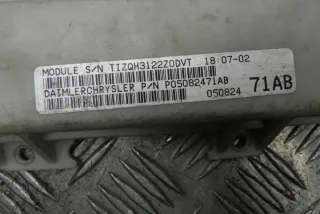 MODULE S/N TIZQH3122Z0DVT 18:07-02
DAIMLERCHRYSLER P/N P05082471AB
050824 71AB